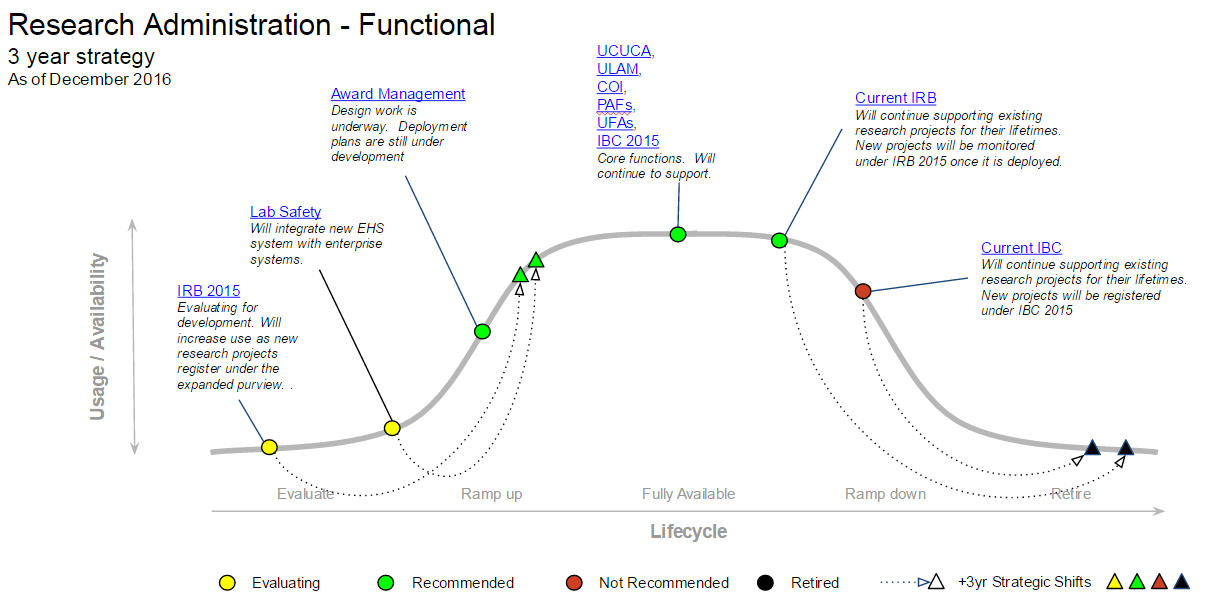 Research Administration - Functional
3 year strategy
As of December 2016
UCUCA,
ULAM,
COI,
PAFs,
UFAs,
IBC 2015
Core functions.  Will
continue to support.
Award Management
Design work is
underway.  Deployment
plans are still under
development
Current IRB
Will continue supporting existing
research projects for their lifetimes.
New projects will be monitored
under IRB 2015 once it is deployed.
Lab Safety
Will integrate new EHS
system with enterprise
systems.
Current IBC
Will continue supporting existing
research projects for their lifetimes.
New projects will be registered
under IBC 2015
IRB 2015
Evaluating for
development. Will
increase use as new
research projects
register under the
expanded purview. .
Usage / Availability
Evaluate
Ramp up
Fully Available
Ramp down
Retire
Lifecycle
Evaluating
Recommended
Not Recommended
Retired
+3yr Strategic Shifts